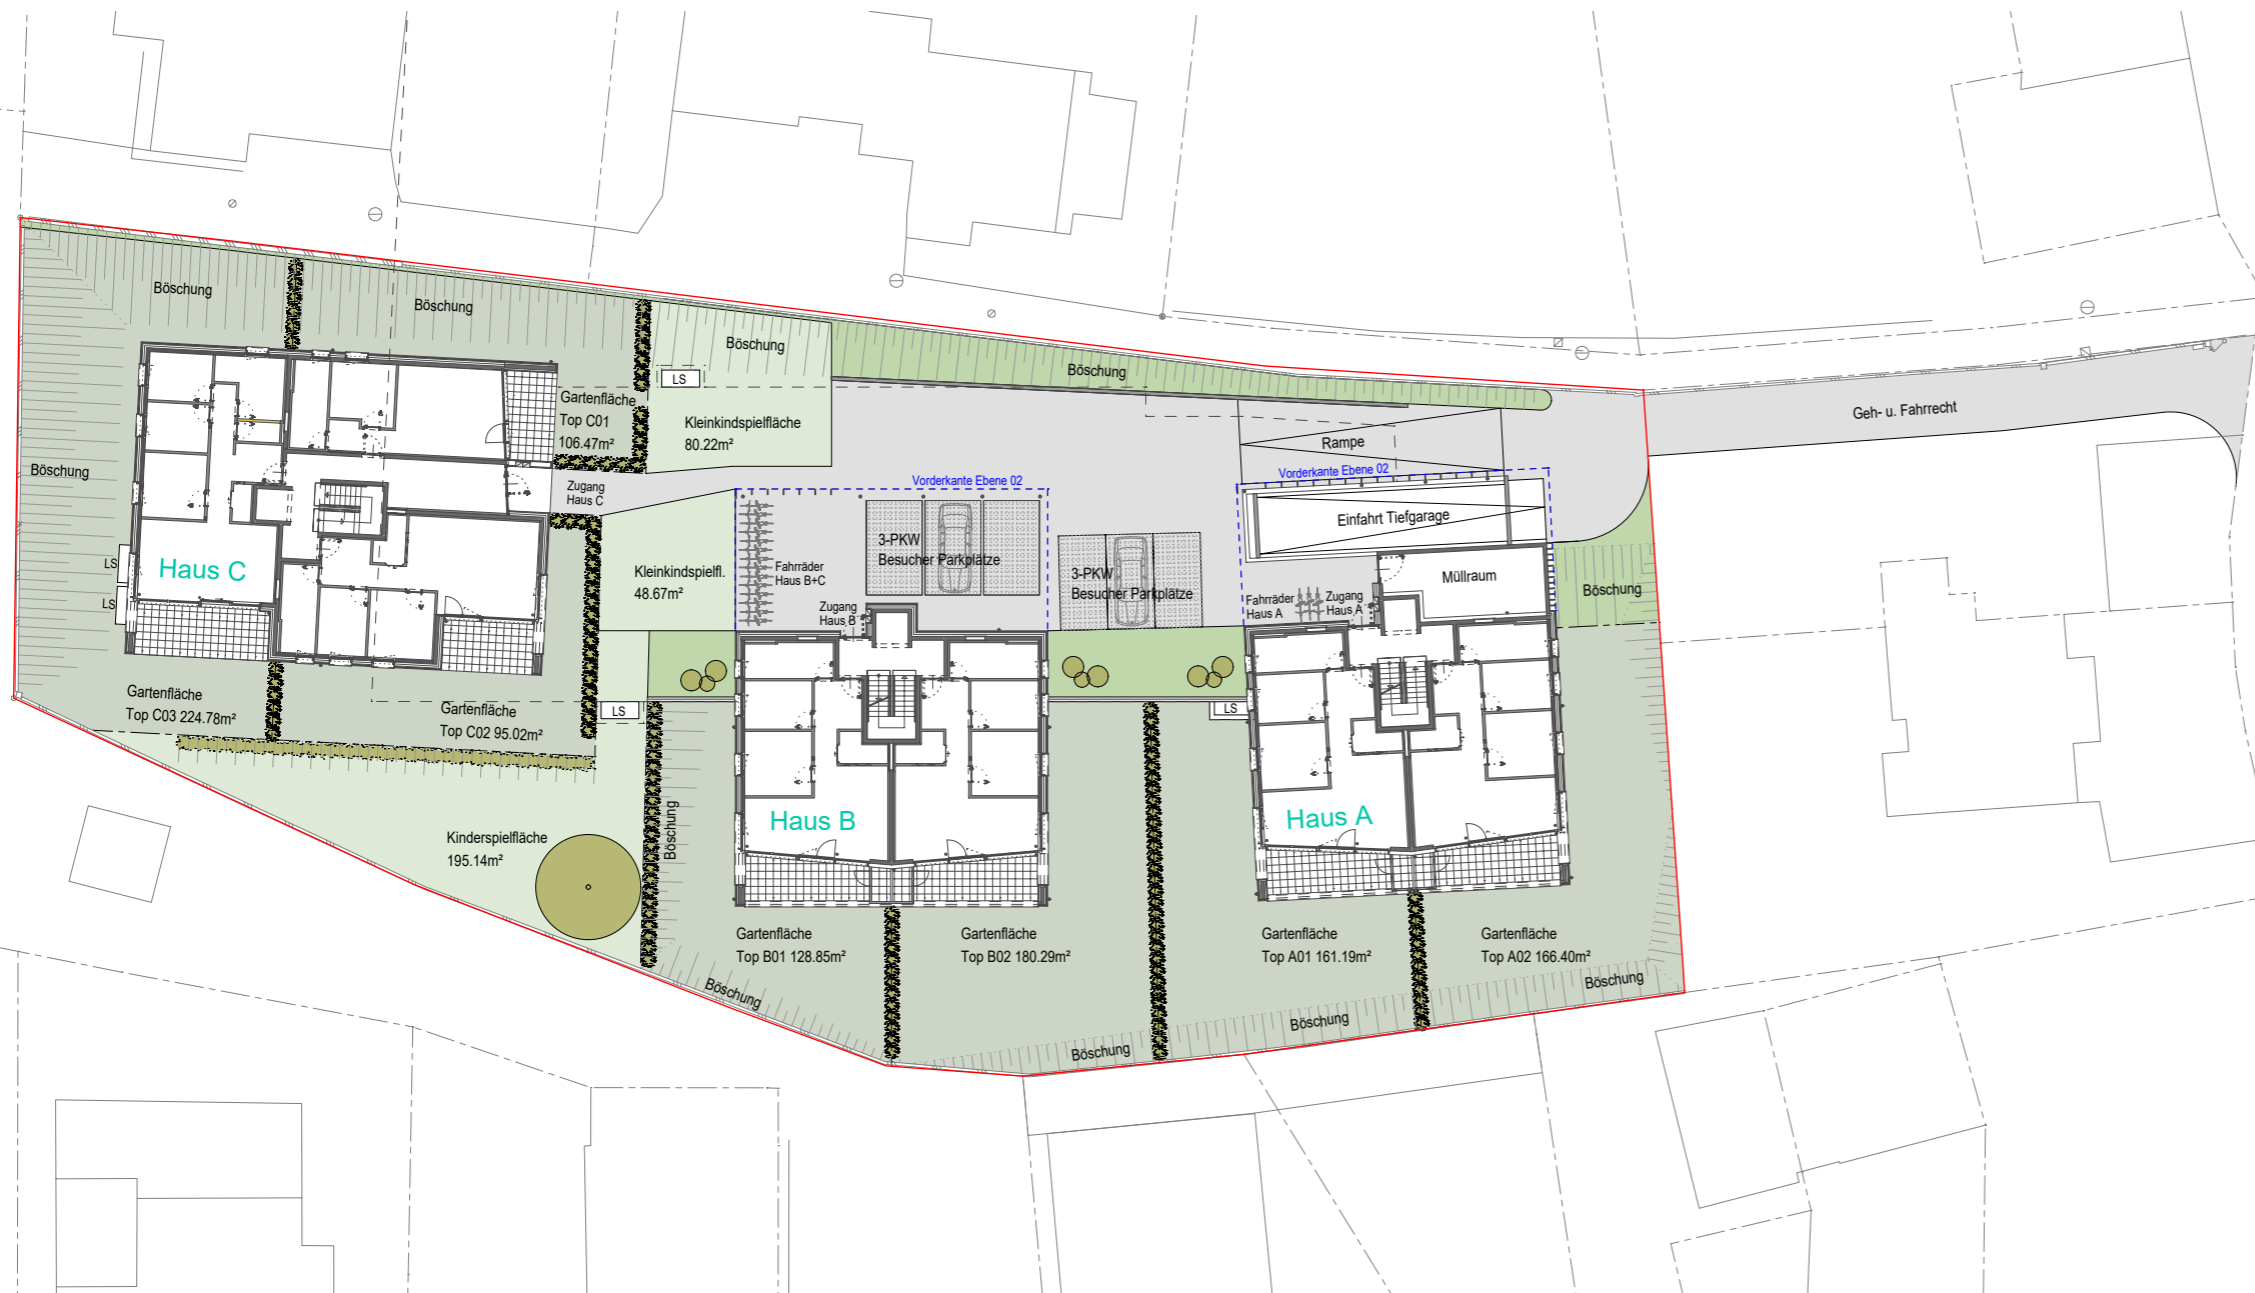 Böschung
Böschung
Böschung
Böschung
Böschung
LS
Gartenfläche
Top C01
106.47m²
Kleinkindspielfläche
80.22m²
Geh- u. Fahrrecht
Rampe
Vorderkante Ebene 02
Vorderkante Ebene 02
Zugang
Haus C
Einfahrt Tiefgarage
3-PKW
Besucher Parkplätze
3-PKW
Besucher Parkplätze
Fahrräder
Haus B+C
Kleinkindspielfl.
48.67m²
Zugang
Haus B
Fahrräder
Haus A
Zugang
Haus A
Müllraum
Böschung
LS
LS
Haus C
Gartenfläche
Top C03 224.78m²
Gartenfläche
Top C02 95.02m²
LS
LS
Böschung
Haus B
Haus A
Kinderspielfläche
195.14m²
Gartenfläche
Top B01 128.85m²
Gartenfläche
Top B02 180.29m²
Gartenfläche
Top A01 161.19m²
Gartenfläche
Top A02 166.40m²
Böschung
Böschung
Böschung
Böschung